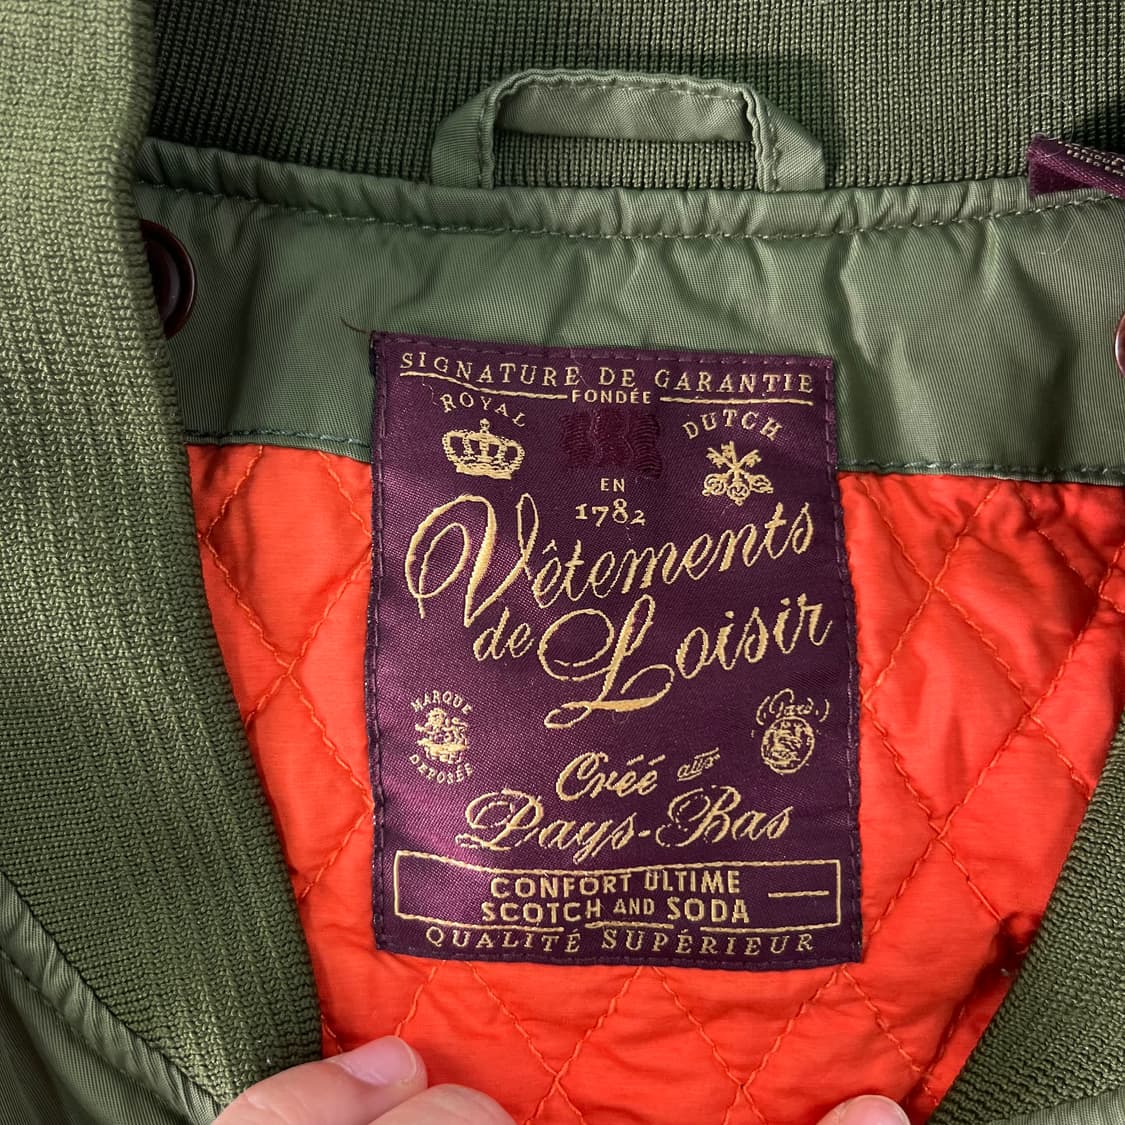 SIGNATURE DE GARANTIE
FONDÉE
ROYAL
DUTCH
EN
1782
Vêtements
de Loisir
MARQUE
DEPOSÉE
(Gars.)
Créé aux
Pays-Bas
CONFORT ULTIME
SCOTCH AND SODA
QUALITÉ SUPÉRIEUR